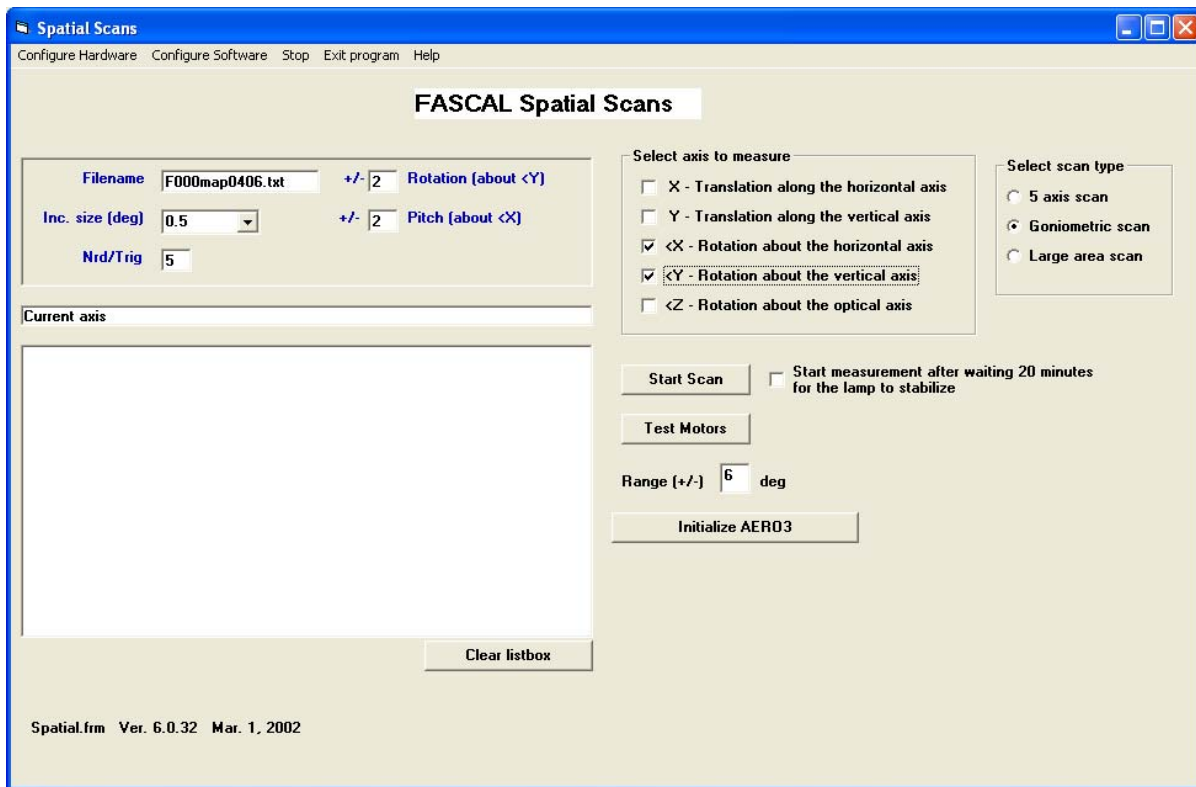 Spatial Scans
Configure Hardware Configure Software Stop Exit program Help
FASCAL Spatial Scans
Filename F000map0406.txt +/- 2 Rotation (about <Y)
Inc. size (deg) 0.5 +/- 2 Pitch (about <X)
Nrd/Trig 5
Current axis
Clear listbox
Select axis to measure
X - Translation along the horizontal axis
Y - Translation along the vertical axis
<X - Rotation about the horizontal axis
<Y - Rotation about the vertical axis
<Z - Rotation about the optical axis
Select scan type
5 axis scan
Goniometric scan
Large area scan
Start Scan
Start measurement after waiting 20 minutes
for the lamp to stabilize
Test Motors
Range (+/-) 6 deg
Initialize AERO3
Spatial.frm Ver. 6.0.32 Mar. 1, 2002